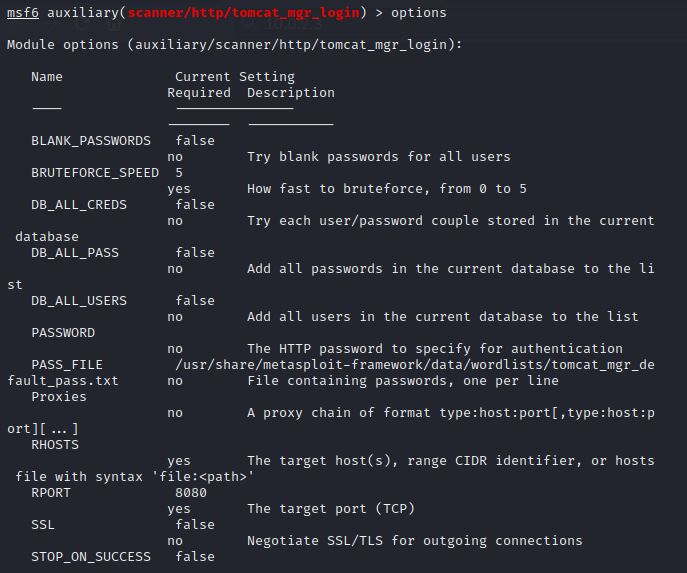 msf6 auxiliary(scanner/http/tomcat_mgr_login) > options
Module options (auxiliary/scanner/http/tomcat_mgr_login):
Name Current Setting
Required Description
---- ---------------
-------- -----------
BLANK_PASSWORDS false
no Try blank passwords for all users
BRUTEFORCE_SPEED 5
yes How fast to bruteforce, from 0 to 5
DB_ALL_CREDS false
no Try each user/password couple stored in the current
database
DB_ALL_PASS false
no Add all passwords in the current database to the li
st
DB_ALL_USERS false
no Add all users in the current database to the list
PASSWORD
no The HTTP password to specify for authentication
PASS_FILE /usr/share/metasploit-framework/data/wordlists/tomcat_mgr_de
fault_pass.txt no File containing passwords, one per line
Proxies
no A proxy chain of format type:host:port[,type:host:p
ort][...]
RHOSTS
yes The target host(s), range CIDR identifier, or hosts
file with syntax 'file:<path>'
RPORT 8080
yes The target port (TCP)
SSL false
no Negotiate SSL/TLS for outgoing connections
STOP_ON_SUCCESS false